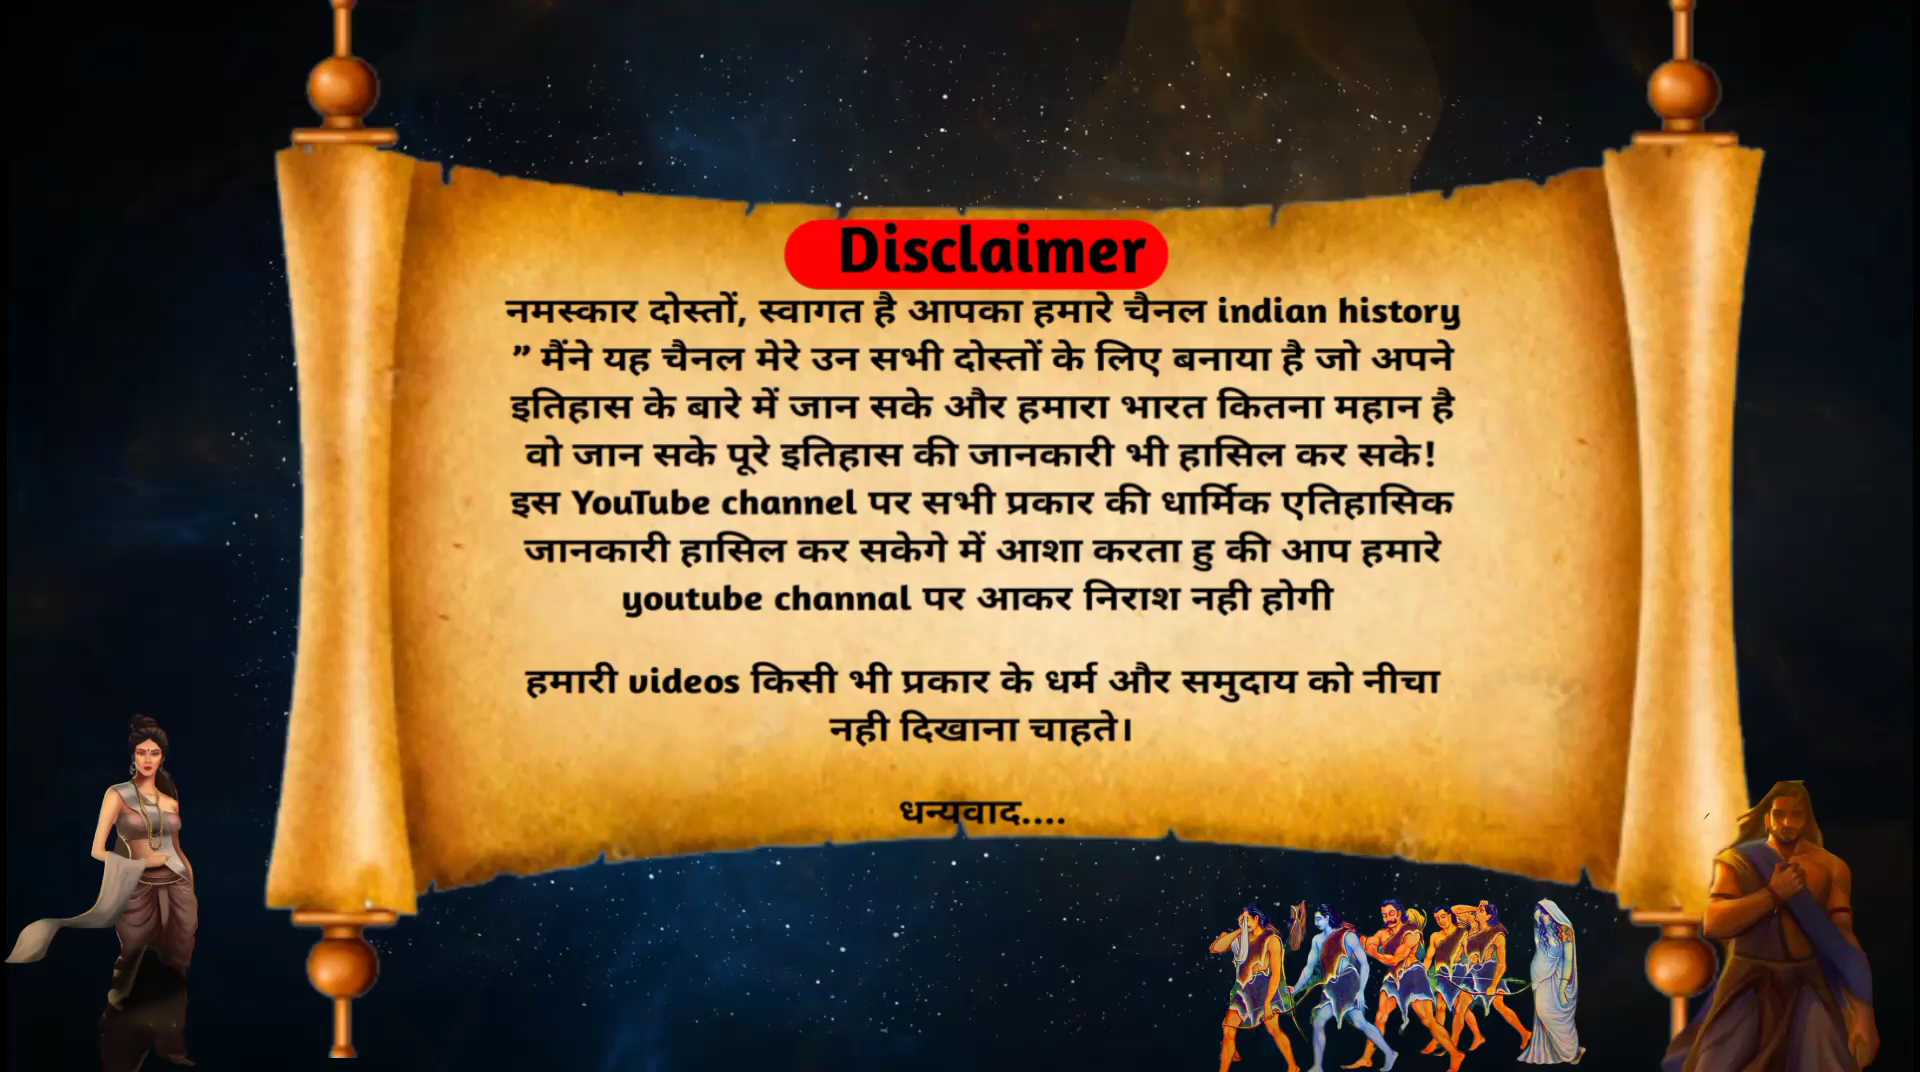 Disclaimer
नमस्कार दोस्तों, स्वागत है आपका हमारे चैनल indian history
” मैंने यह चैनल मेरे उन सभी दोस्तों के लिए बनाया है जो अपने
इतिहास के बारे में जान सके और हमारा भारत कितना महान है
वो जान सके पूरे इतिहास की जानकारी भी हासिल कर सके!
इस YouTube channel पर सभी प्रकार की धार्मिक एतिहासिक
जानकारी हासिल कर सकेगे में आशा करता हु की आप हमारे
youtube channal पर आकर निराश नही होगी
हमारी videos किसी भी प्रकार के धर्म और समुदाय को नीचा
नही दिखाना चाहते।
धन्यवाद....